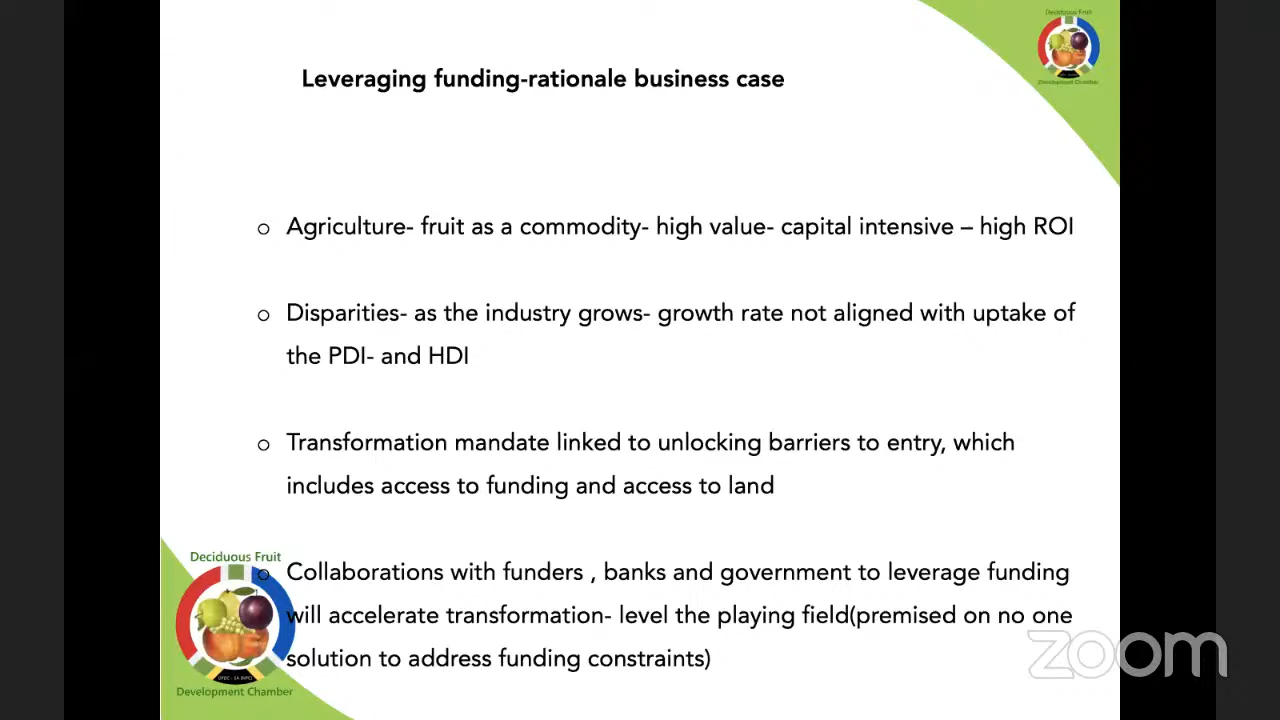 Deciduous Fruit
Development Chamber
Leveraging funding-rationale business case
o Agriculture- fruit as a commodity- high value- capital intensive – high ROI
o Disparities- as the industry grows- growth rate not aligned with uptake of
the PDI- and HDI
o Transformation mandate linked to unlocking barriers to entry, which
includes access to funding and access to land
o Collaborations with funders , banks and government to leverage funding
will accelerate transformation- level the playing field(premised on no one
solution to address funding constraints)
Deciduous Fruit
Development Chamber
zoom